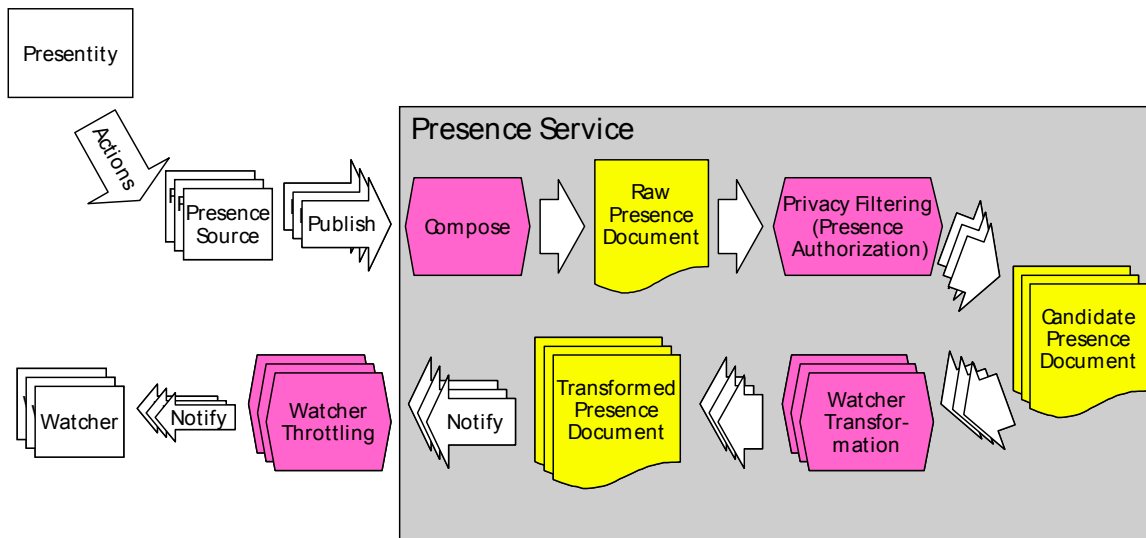 Presentity
Actions
Presence Service
Presence
Source
Publish
Compose
Raw
Presence
Document
Privacy Filtering
(Presence
Authorization)
Candidate
Presence
Document
Watcher
Transfor-
mation
Transformed
Presence
Document
Notify
Watcher
Throttling
Notify
Watcher